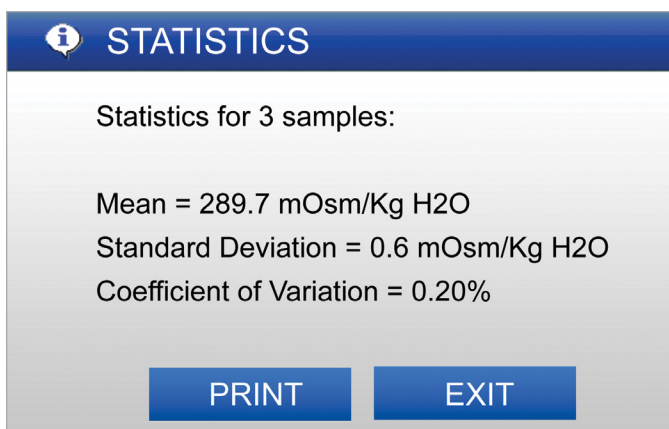 STATISTICS
Statistics for 3 samples:
Mean = 289.7 mOsm/Kg H2O
Standard Deviation = 0.6 mOsm/Kg H2O
Coefficient of Variation = 0.20%
PRINT EXIT